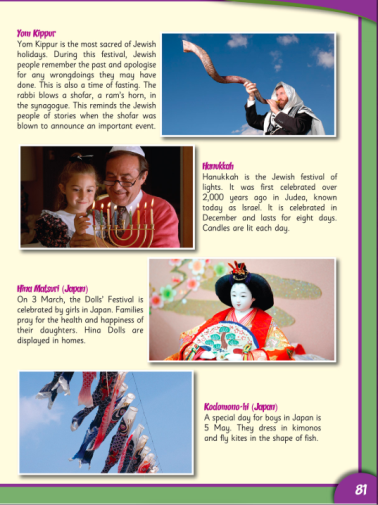 Yom Kippur
Yom Kippur is the most sacred of Jewish
holidays. During this festival, Jewish
people remember the past and apologise
for any wrongdoings they may have
done. This is also a time of fasting. The
rabbi blows a shofar, a ram's horn, in
the synagogue. This reminds the Jewish
people of stories when the shofar was
blown to announce an important event.
Hanukkah
Hanukkah is the Jewish festival of
lights. It was first celebrated over
2,000 years ago in Judea, known
today as Israel. It is celebrated in
December and lasts for eight days.
Candles are lit each day.
Hina Matsuri (Japan)
On 3 March, the Dolls' Festival is
celebrated by girls in Japan. Families
pray for the health and happiness of
their daughters. Hina Dolls are
displayed in homes.
Kodomono-hi (Japan)
A special day for boys in Japan is
5 May. They dress in kimonos
and fly kites in the shape of fish.
81